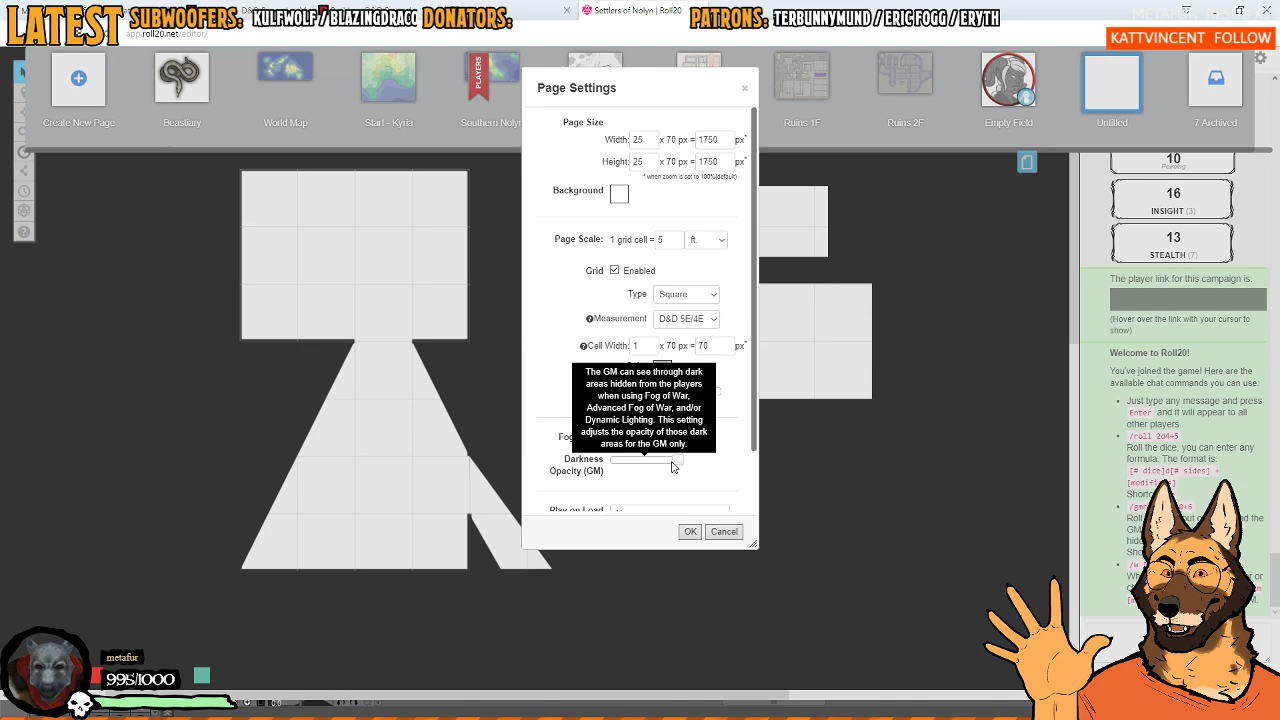 LATEST SUBWOOFERS: KULFWOLF / BLAZINGDRACO DONATORS: PATRONS: TERBUNNYMUND / ERIC FOGG / ERYTH
Settlers of Nolyn | Roll20
app.roll20.net/editor/
KATTVINCENT FOLLOW
PLAYERS
Create New Page
Beastiary
World Map
Start - Kyria
Southern Nolyn
Ruins 1F
Ruins 2F
Empty Field
Untitled
7 Archived
Page Settings
Page Size
Width: 25 x 70 px = 1750 px*
Height: 25 x 70 px = 1750 px*
* when zoom is set to 100%(default)
Background
Page Scale: 1 grid cell = 5 ft.
Grid Enabled
Type Square
Measurement D&D 5E/4E
Cell Width: 1 x 70 px = 70 px*
The GM can see through dark
areas hidden from the players
when using Fog of War,
Advanced Fog of War, and/or
Dynamic Lighting. This setting
adjusts the opacity of those dark
areas for the GM only.
Fog
Darkness
Opacity (GM)
Play on Load
OK Cancel
10
16
INSIGHT (3)
13
STEALTH (7)
The player link for this campaign is:
(Hover over the link with your cursor to
show)
Welcome to Roll20!
You've joined the game! Here are the
available chat commands you can use:
Just type any message and press
Enter and it will appear to all
other players.
/roll 2d4+5
Roll the dice, you can enter any
formula. The format is:
[# dice]d[# sides] +
metafur
995/1000